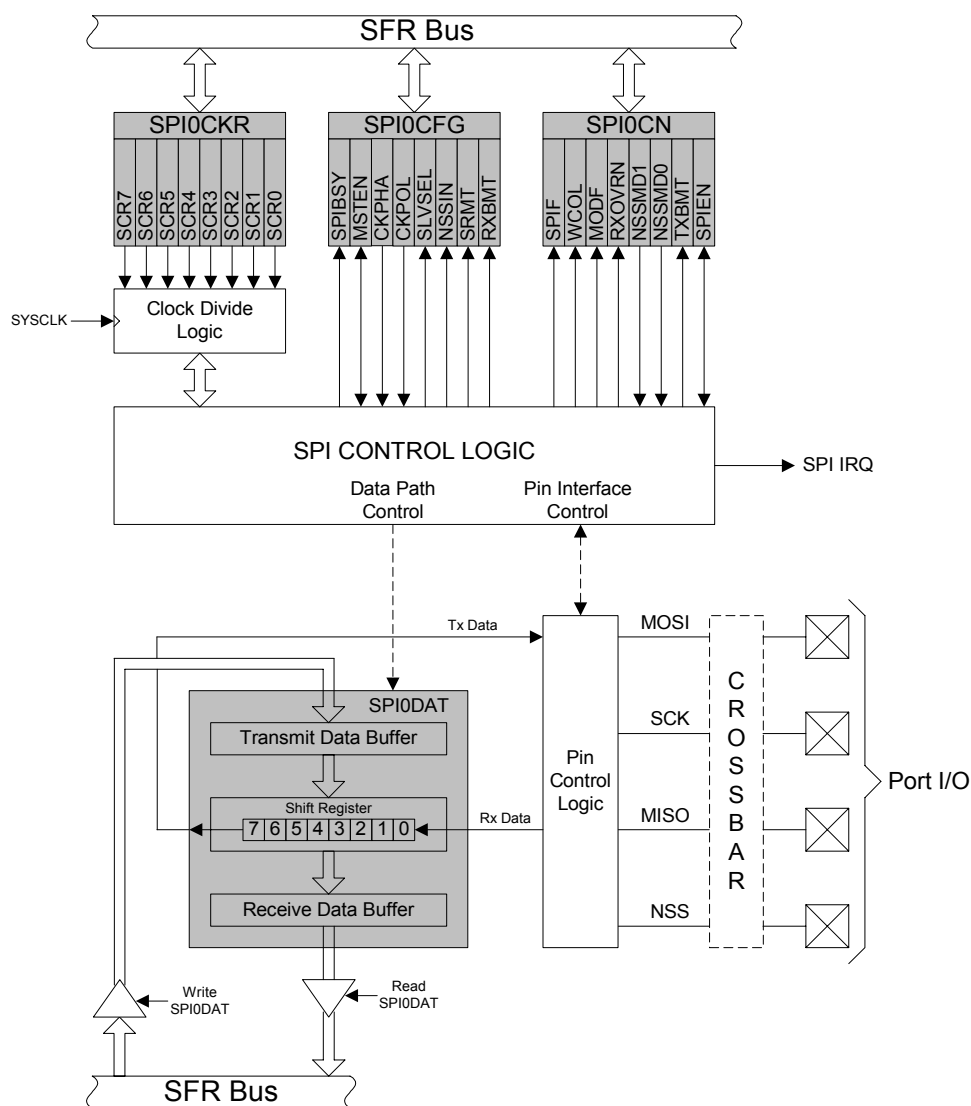 SFR Bus
SPI0CKR
SCR7
SCR6
SCR5
SCR4
SCR3
SCR2
SCR1
SCR0
SPI0CFG
SPIBSY
MSTEN
CKPHA
CKPOL
SLVSEL
NSSIN
SRMT
RXBMT
SPI0CN
SPIF
WCOL
MODF
RXOVRN
NSSMD1
NSSMD0
TXBMT
SPIEN
SYSCLK
Clock Divide
Logic
SPI CONTROL LOGIC
Data Path
Control
Pin Interface
Control
SPI IRQ
Tx Data
SPI0DAT
Transmit Data Buffer
Shift Register
7 6 5 4 3 2 1 0
Rx Data
Receive Data Buffer
Pin
Control
Logic
MOSI
SCK
MISO
NSS
CROSSBAR
Port I/O
Write
SPI0DAT
Read
SPI0DAT
SFR Bus